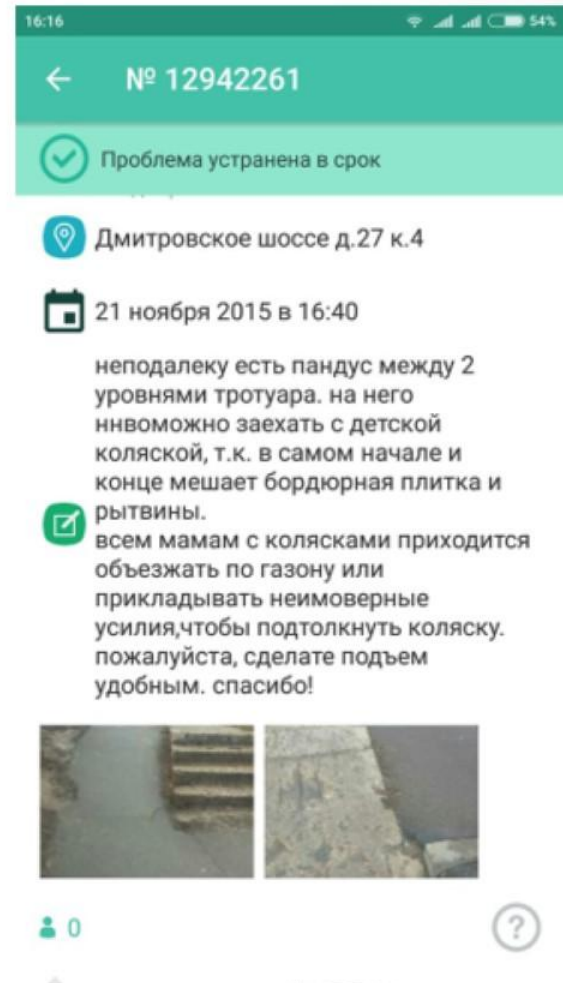 16:16
54%
№ 12942261
Проблема устранена в срок
Дмитровское шоссе д.27 к.4
21 ноября 2015 в 16:40
неподалеку есть пандус между 2
уровнями тротуара. на него
ннвоможно заехать с детской
коляской, т.к. в самом начале и
конце мешает бордюрная плитка и
рытвины.
всем мамам с колясками приходится
объезжать по газону или
прикладывать неимоверные
усилия,чтобы подтолкнуть коляску.
пожалуйста, сделате подъем
удобным. спасибо!
0
?